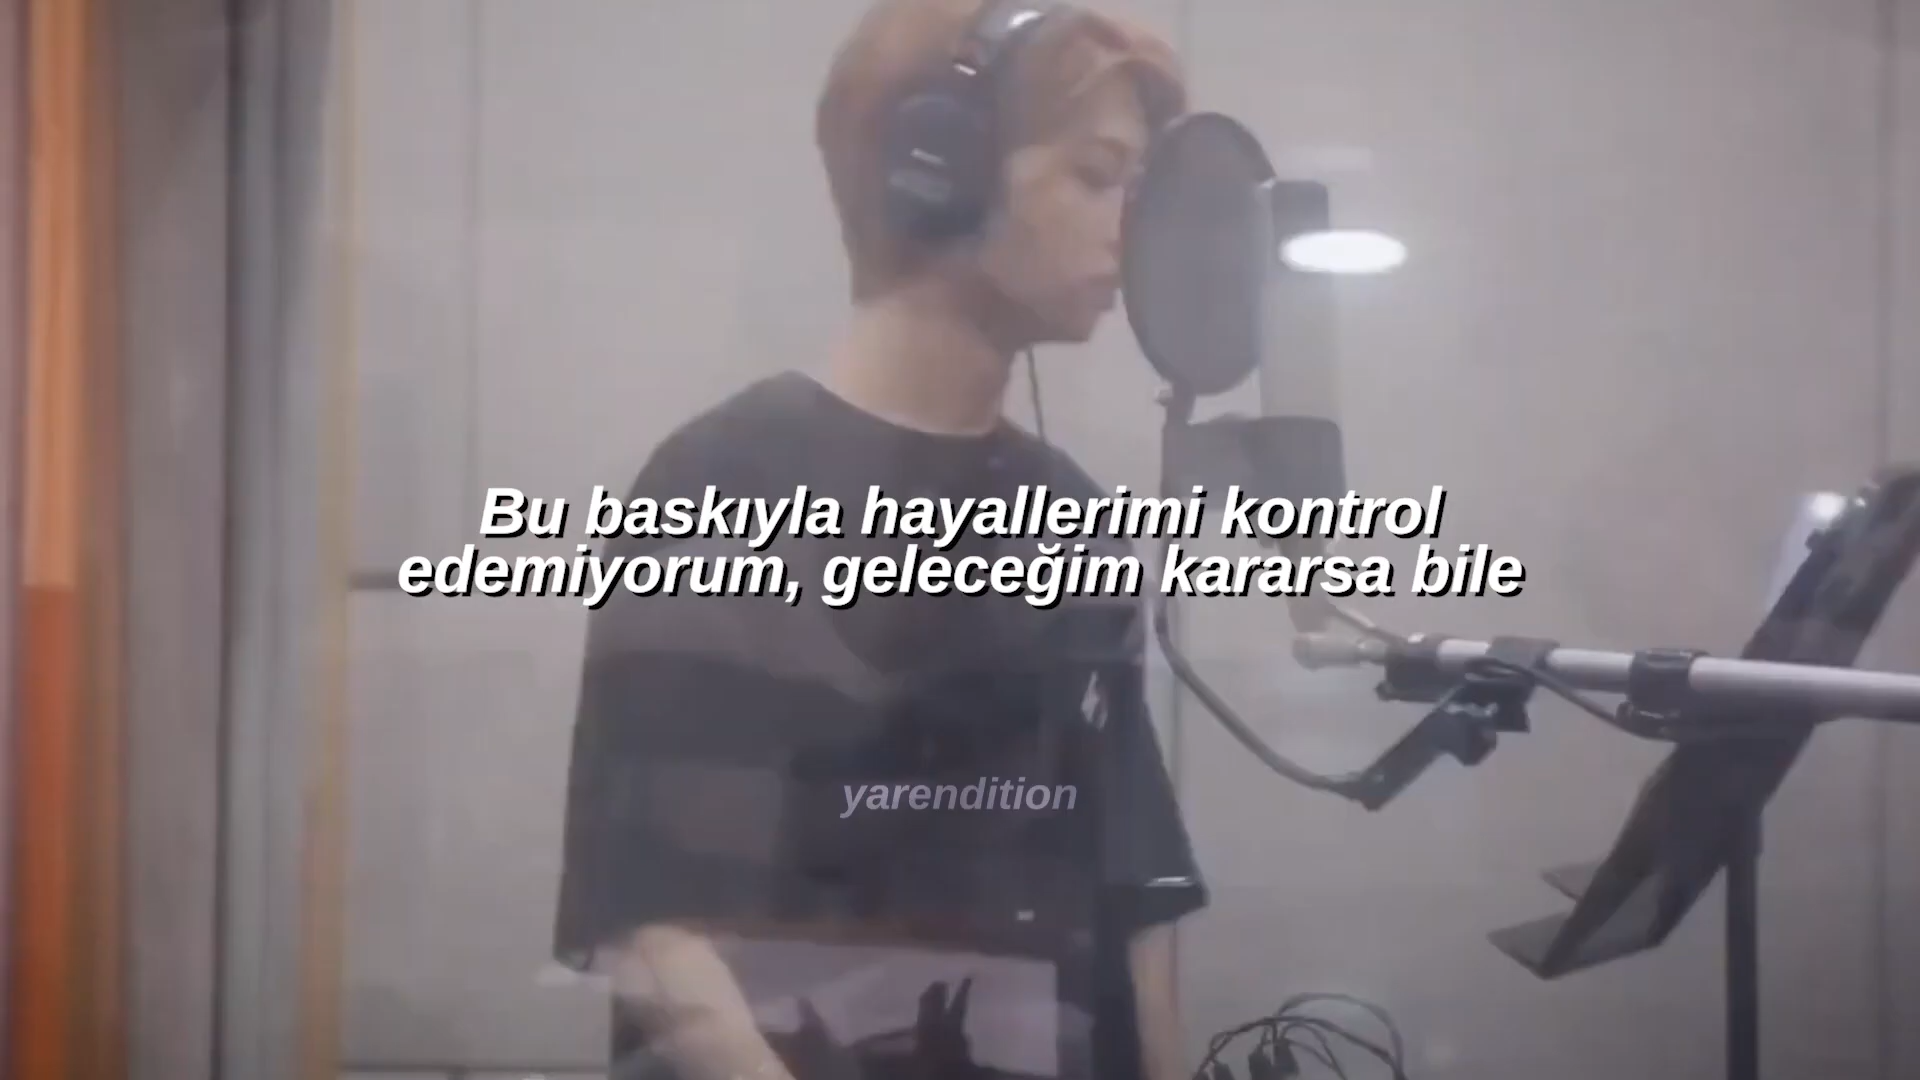 Bu baskıyla hayallerimi kontrol
edemiyorum, geleceğim kararsa bile
yarendition